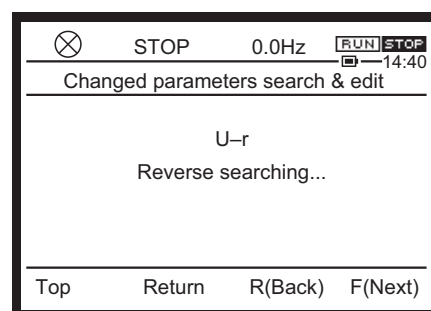 STOP 0.0Hz RUN STOP
14:40
Changed parameters search & edit
U–r
Reverse searching...
Top Return R(Back) F(Next)